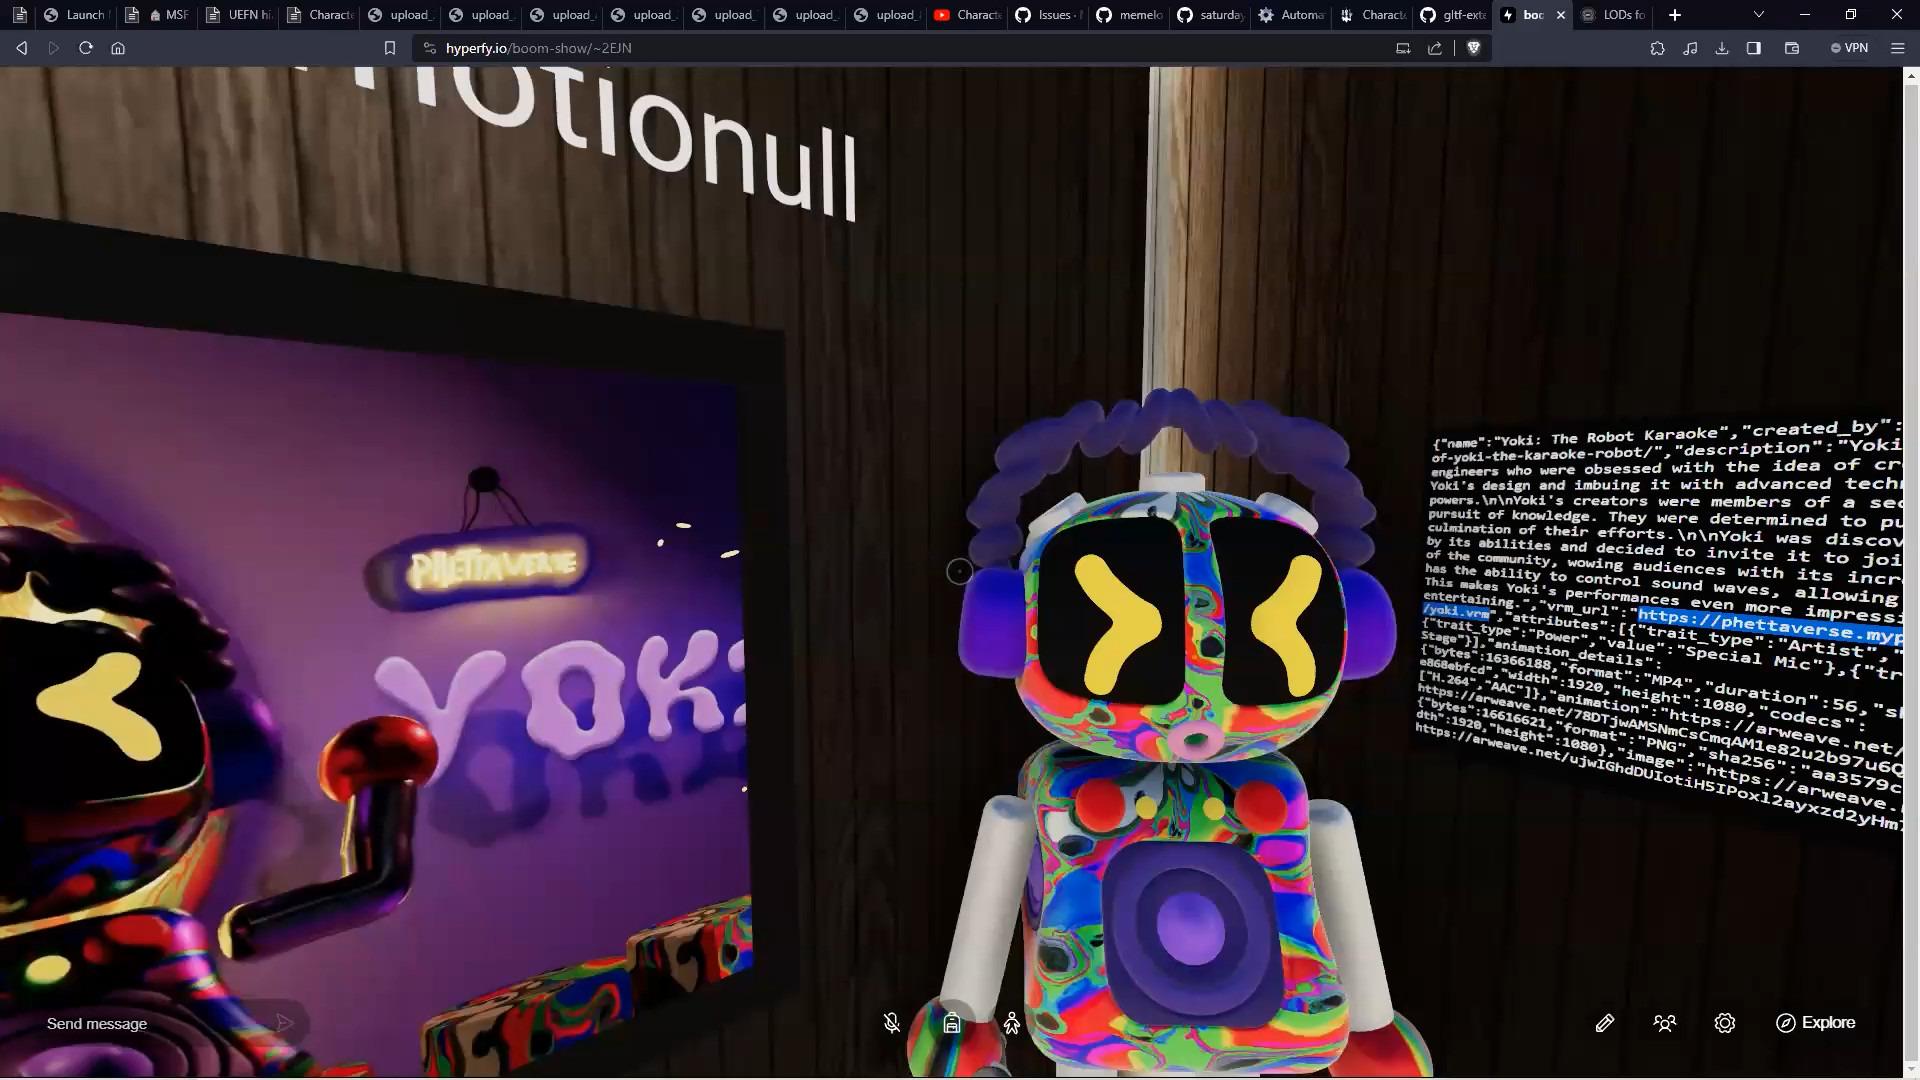 Launch
MSF
UEFN hi
Characte
upload_
upload_
upload_
upload_
upload_
upload_
upload_
Characte
Issues ·
memelo
saturday
Automa
Characte
gltf-exte
boo
LODs fo
hyperfy.io/boom-show/~2EJN
VPN
otionull
PHETTAVERSE
YOKI
{"name":"Yoki: The Robot Karaoke","created_by":
of-yoki-the-karaoke-robot/","description":"Yoki
engineers who were obsessed with the idea of cr
Yoki's design and imbuing it with advanced techn
powers.\n\nYoki's creators were members of a sec
pursuit of knowledge. They were determined to pu
culmination of their efforts.\n\nYoki was discov
by its abilities and decided to invite it to joi
of the community, wowing audiences with its incr
has the ability to control sound waves, allowing
This makes Yoki's performances even more impressi
entertaining.","vrm_url":"https://phettaverse.myp
/yoki.vrm","attributes":[{"trait_type":"Artist","
{"trait_type":"Power","value":"Special Mic"},{"tr
Stage"}],"animation_details":
{"bytes":16366188,"format":"MP4","duration":56,"sh
e868ebfcd","width":1920,"height":1080,"codecs":
["H.264","AAC"]},"animation":"https://arweave.net/
https://arweave.net/78DTjwAMSNmCsCmqAM1e82u2b97u6Q
{"bytes":16616621,"format":"PNG","sha256":"aa3579c
dth":1920,"height":1080},"image":"https://arweave.
https://arweave.net/ujwIGhdDUIotiH5IPoxl2ayxzd2yHm
Send message
Explore